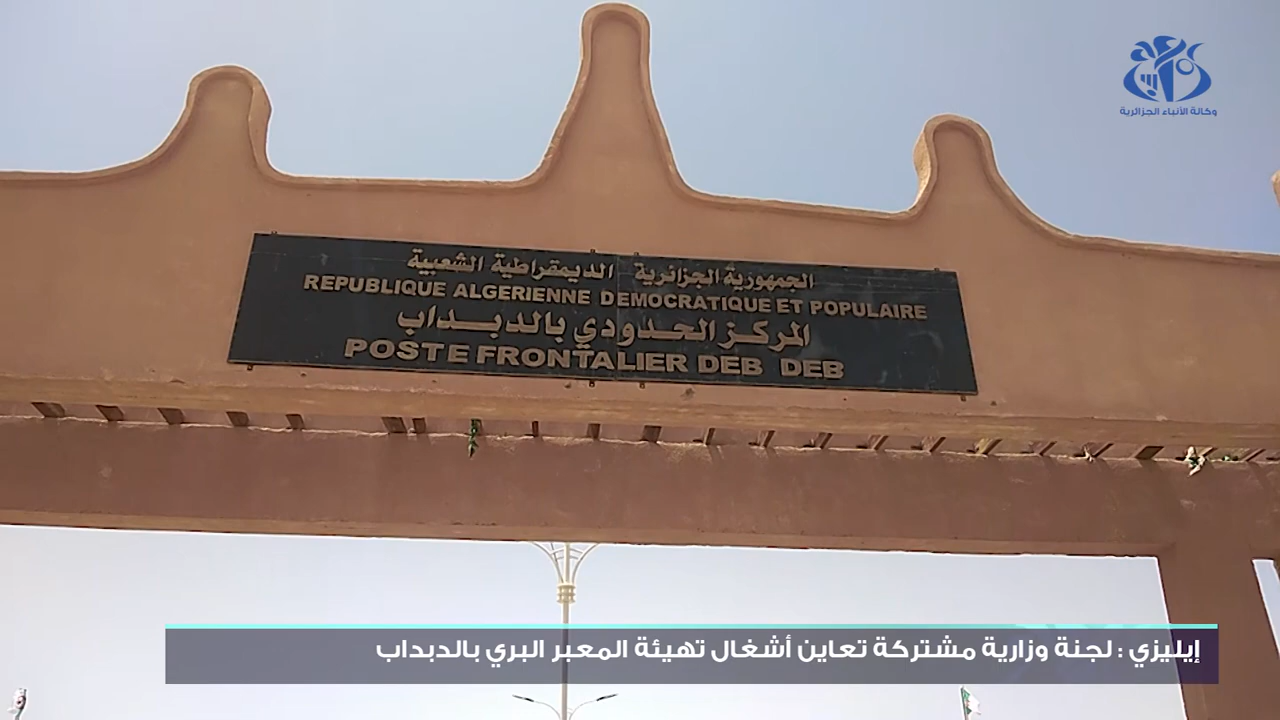 وكالة الأنباء الجزائرية
الجمهورية الجزائرية الديمقراطية الشعبية
REPUBLIQUE ALGERIENNE DEMOCRATIQUE ET POPULAIRE
المركز الحدودي بالدبداب
POSTE FRONTALIER DEB DEB
إيليزي : لجنة وزارية مشتركة تعاين أشغال تهيئة المعبر البري بالدبداب